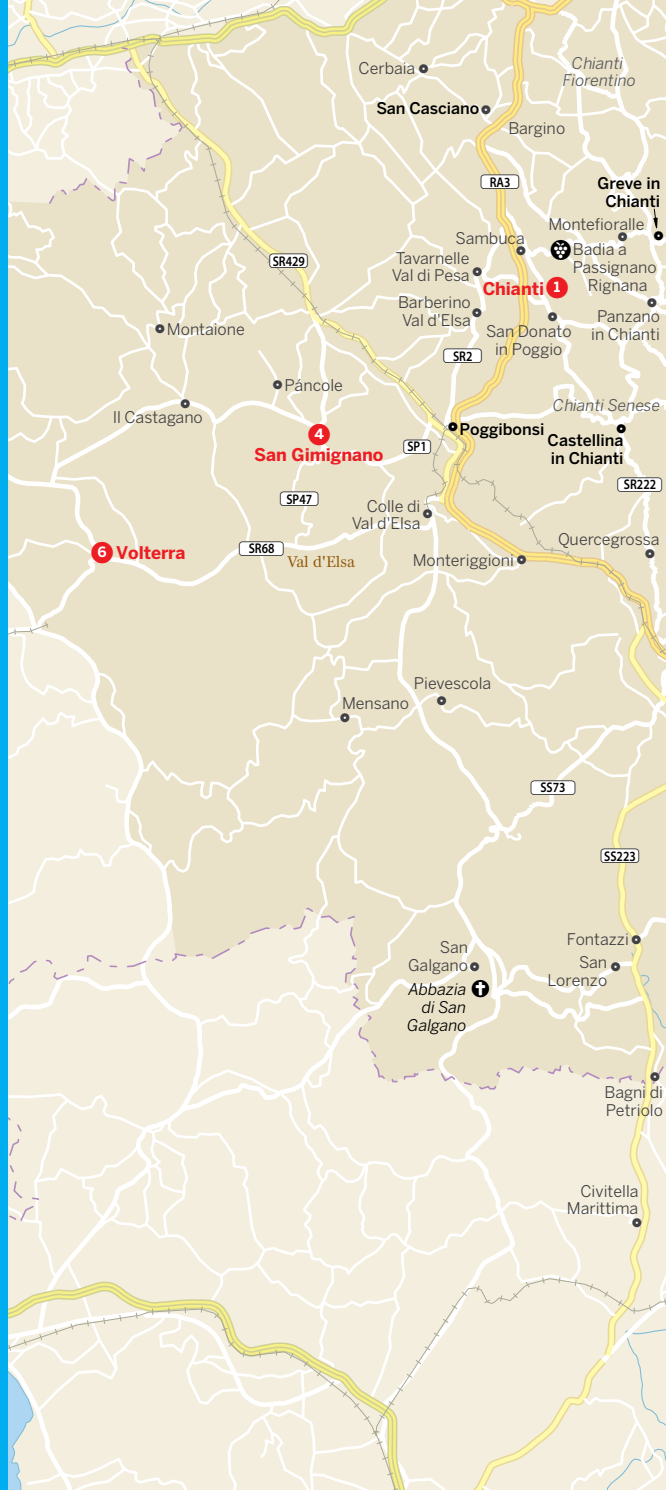 Cerbaia
Chianti
Fiorentino
San Casciano
Bargino
RA3
Greve in
Chianti
Montefioralle
Sambuca
Badia a
Passignano
Rignana
SR429
Tavarnelle
Val di Pesa
Chianti 1
Barberino
Val d'Elsa
San Donato
in Poggio
Panzano
in Chianti
Montaione
SR2
Páncole
Il Castagano
Chianti Senese
4
San Gimignano
SP1
Poggibonsi
Castellina
in Chianti
SR222
SP47
Colle di
Val d'Elsa
6 Volterra
SR68
Val d'Elsa
Monteriggioni
Quercegrossa
Pievescola
Mensano
SS73
SS223
Fontazzi
San
Galgano
San
Lorenzo
Abbazia
di San
Galgano
Bagni di
Petriolo
Civitella
Marittima